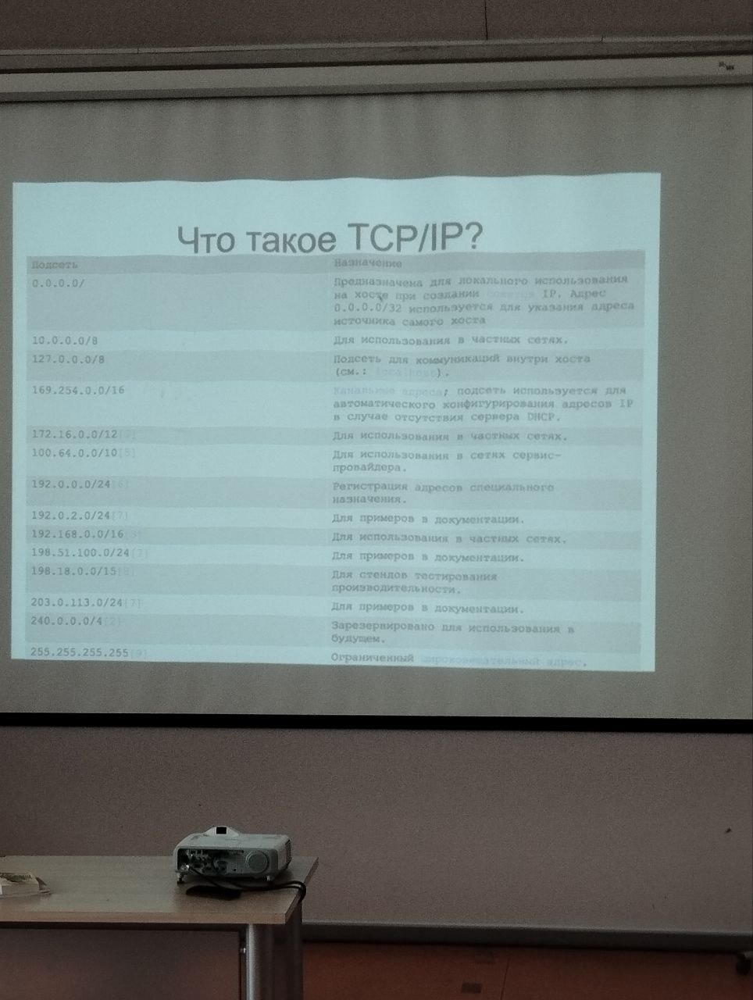 Что такое TCP/IP?
Подсеть Назначение
0.0.0.0/ Предназначена для локального использования
на хосте при создании сокетов IP. Адрес
0.0.0.0/32 используется для указания адреса
источника самого хоста
10.0.0.0/8 Для использования в частных сетях.
127.0.0.0/8 Подсеть для коммуникаций внутри хоста
(см.: localhost).
169.254.0.0/16 Канальные адреса; подсеть используется для
автоматического конфигурирования адресов IP
в случае отсутствия сервера DHCP.
172.16.0.0/12 Для использования в частных сетях.
100.64.0.0/10[5] Для использования в сетях сервис-
провайдера.
192.0.0.0/24[6] Регистрация адресов специального
назначения.
192.0.2.0/24[7] Для примеров в документации.
192.168.0.0/16 Для использования в частных сетях.
198.51.100.0/24[7] Для примеров в документации.
198.18.0.0/15[8] Для стендов тестирования
производительности.
203.0.113.0/24[7] Для примеров в документации.
240.0.0.0/4[2] Зарезервировано для использования в
будущем.
255.255.255.255[9] Ограниченный широковещательный адрес.